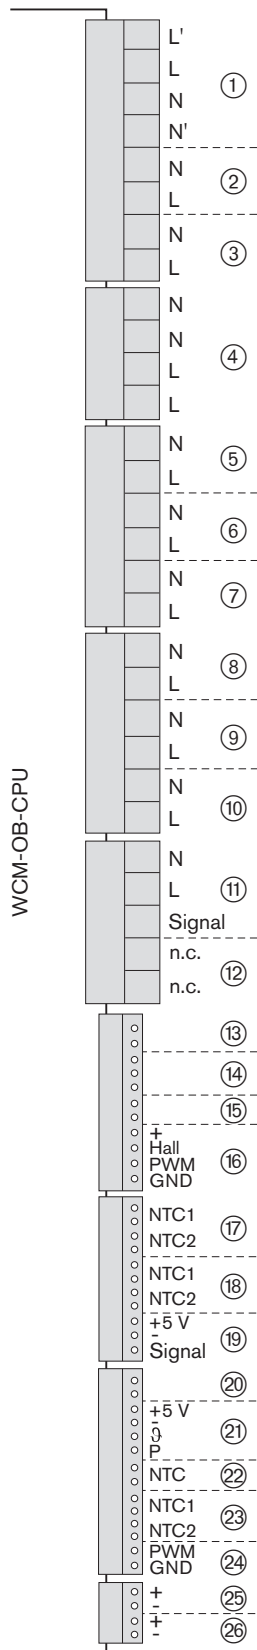 L'
L
①
N
N'
N
②
L
N
③
L
N
N
④
L
L
N
⑤
L
N
⑥
L
N
⑦
L
N
⑧
L
N
⑨
L
N
⑩
L
WCM-OB-CPU
N
L
⑪
Signal
n.c.
⑫
n.c.
⑬
⑭
⑮
+
Hall
PWM
⑯
GND
NTC1
⑰
NTC2
NTC1
⑱
NTC2
+5 V
-
⑲
Signal
⑳
+5 V
-
㉑
ϑ
P
NTC
㉒
NTC1
㉓
NTC2
PWM
㉔
GND
+
㉕
-
+
㉖
-